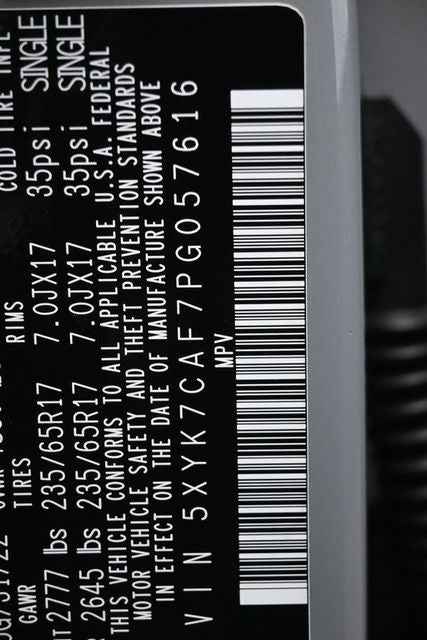 GAWR TIRES RIMS COLD TIRE
2777 lbs 235/65R17 7.0JX17 35psi SINGLE
2645 lbs 235/65R17 7.0JX17 35psi SINGLE
THIS VEHICLE CONFORMS TO ALL APPLICABLE U.S.A. FEDERAL
MOTOR VEHICLE SAFETY AND THEFT PREVENTION STANDARDS
IN EFFECT ON THE DATE OF MANUFACTURE SHOWN ABOVE
VIN 5XYK7CAF7PG057616
MPV